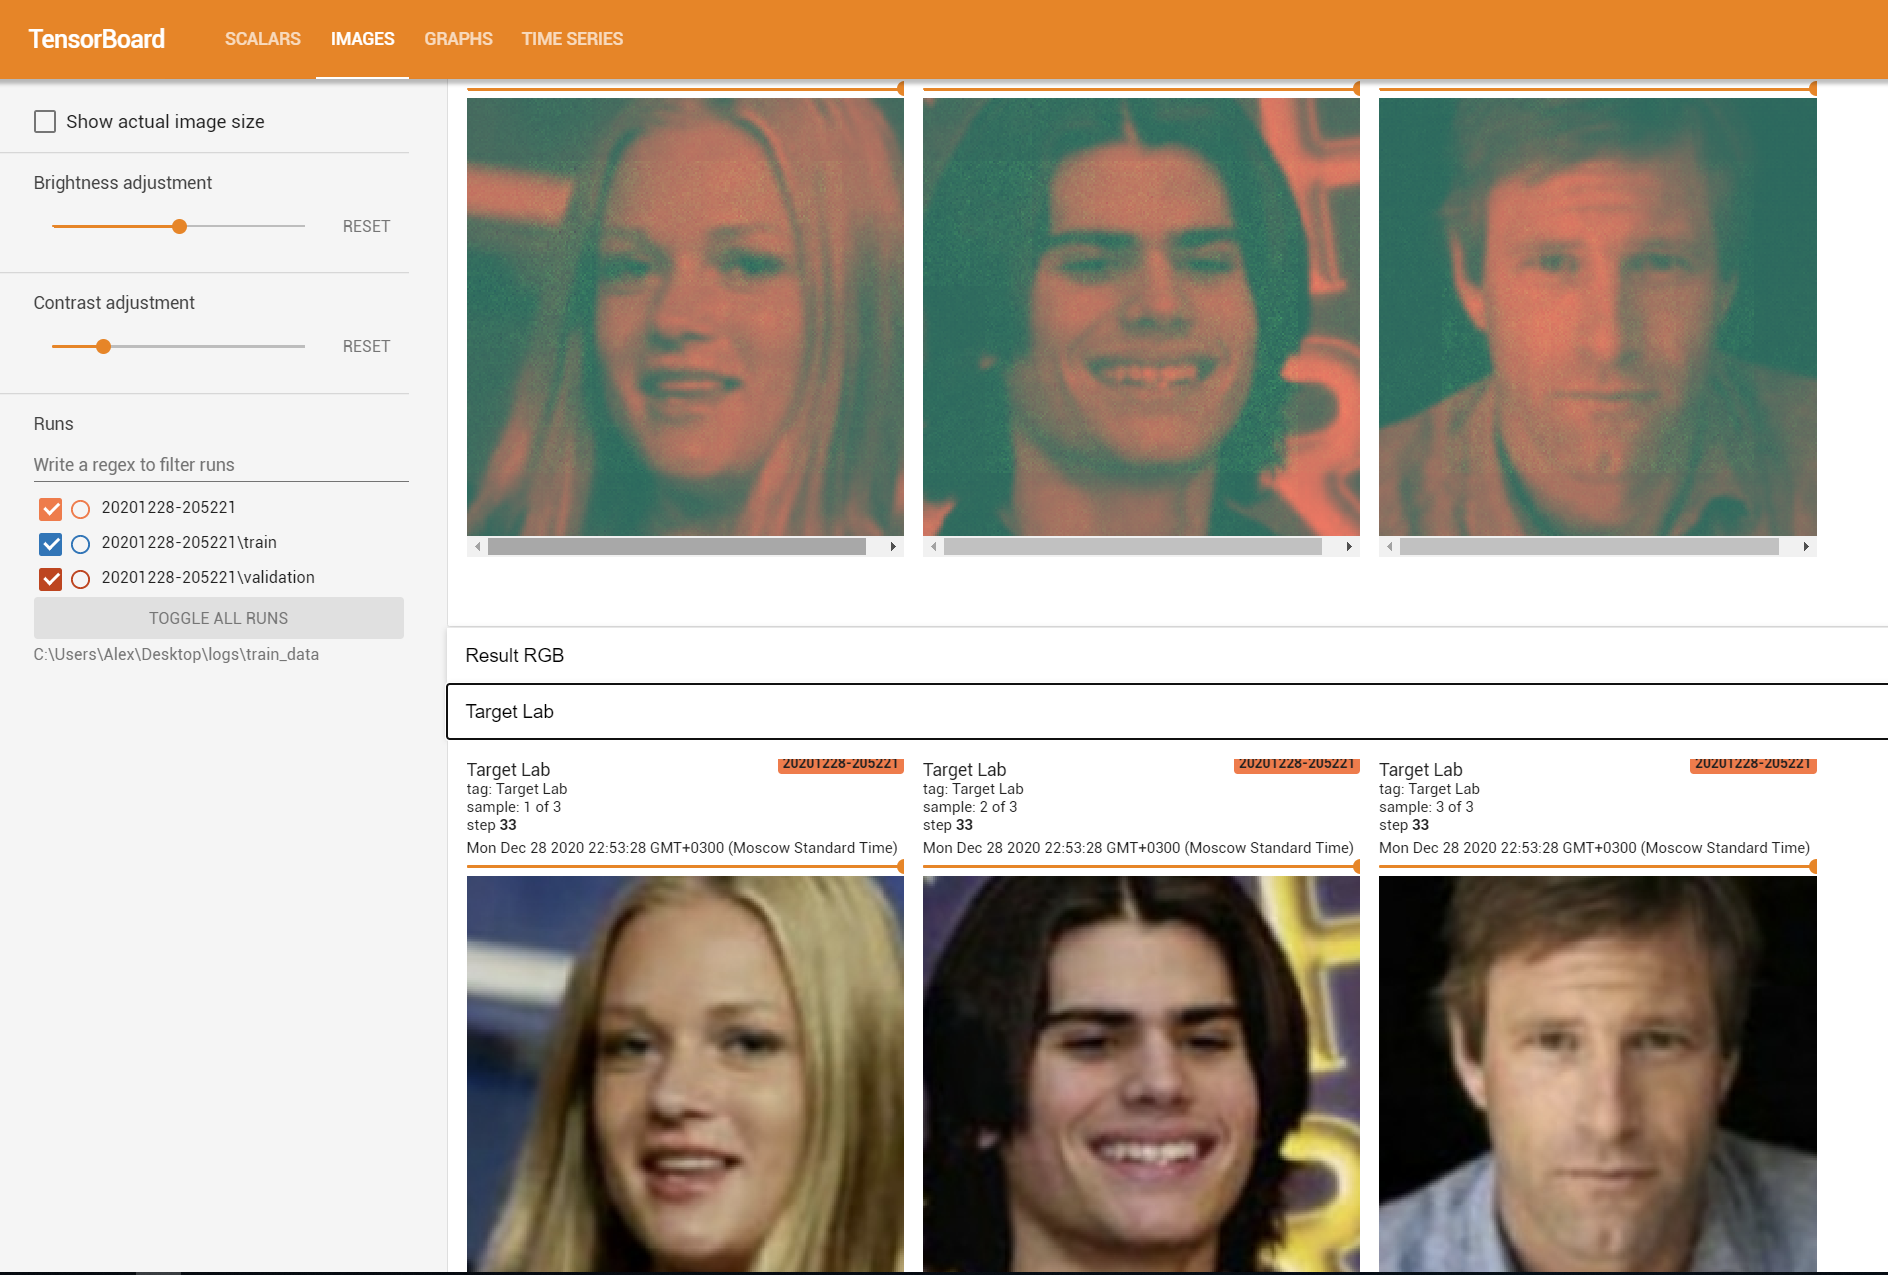 TensorBoard SCALARS IMAGES GRAPHS TIME SERIES
Show actual image size
Brightness adjustment
RESET
Contrast adjustment
RESET
Runs
Write a regex to filter runs
20201228-205221
20201228-205221\train
20201228-205221\validation
TOGGLE ALL RUNS
C:\Users\Alex\Desktop\logs\train_data
Result RGB
Target Lab
Target Lab 20201228-205221
tag: Target Lab
sample: 1 of 3
step 33
Mon Dec 28 2020 22:53:28 GMT+0300 (Moscow Standard Time)
Target Lab 20201228-205221
tag: Target Lab
sample: 2 of 3
step 33
Mon Dec 28 2020 22:53:28 GMT+0300 (Moscow Standard Time)
Target Lab 20201228-205221
tag: Target Lab
sample: 3 of 3
step 33
Mon Dec 28 2020 22:53:28 GMT+0300 (Moscow Standard Time)